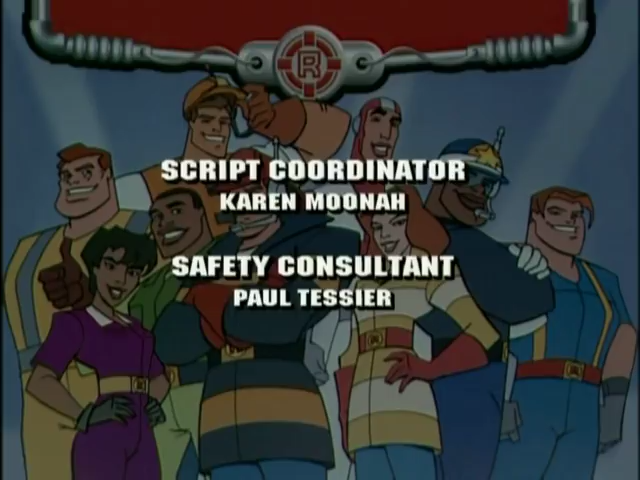 R
SCRIPT COORDINATOR
KAREN MOONAH
SAFETY CONSULTANT
PAUL TESSIER